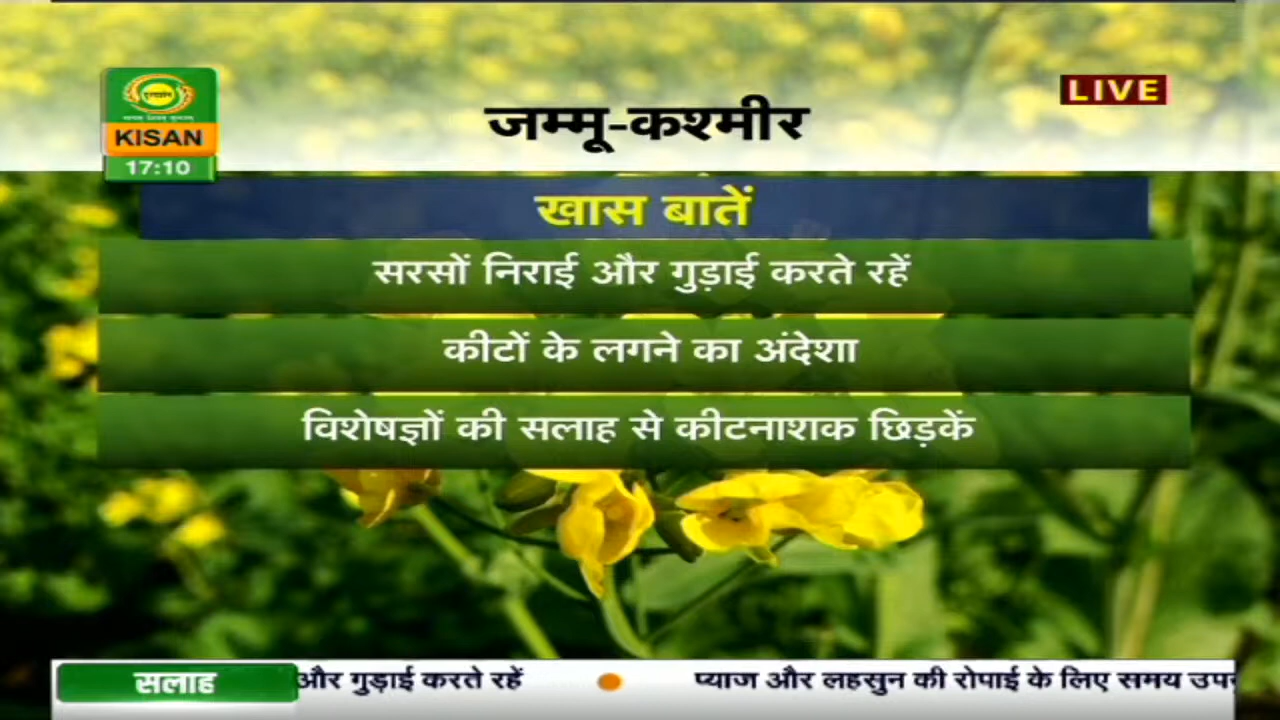 KISAN
17:10
LIVE
जम्मू-कश्मीर
खास बातें
सरसों निराई और गुड़ाई करते रहें
कीटों के लगने का अंदेशा
विशेषज्ञों की सलाह से कीटनाशक छिड़कें
सलाह और गुड़ाई करते रहें प्याज और लहसुन की रोपाई के लिए समय